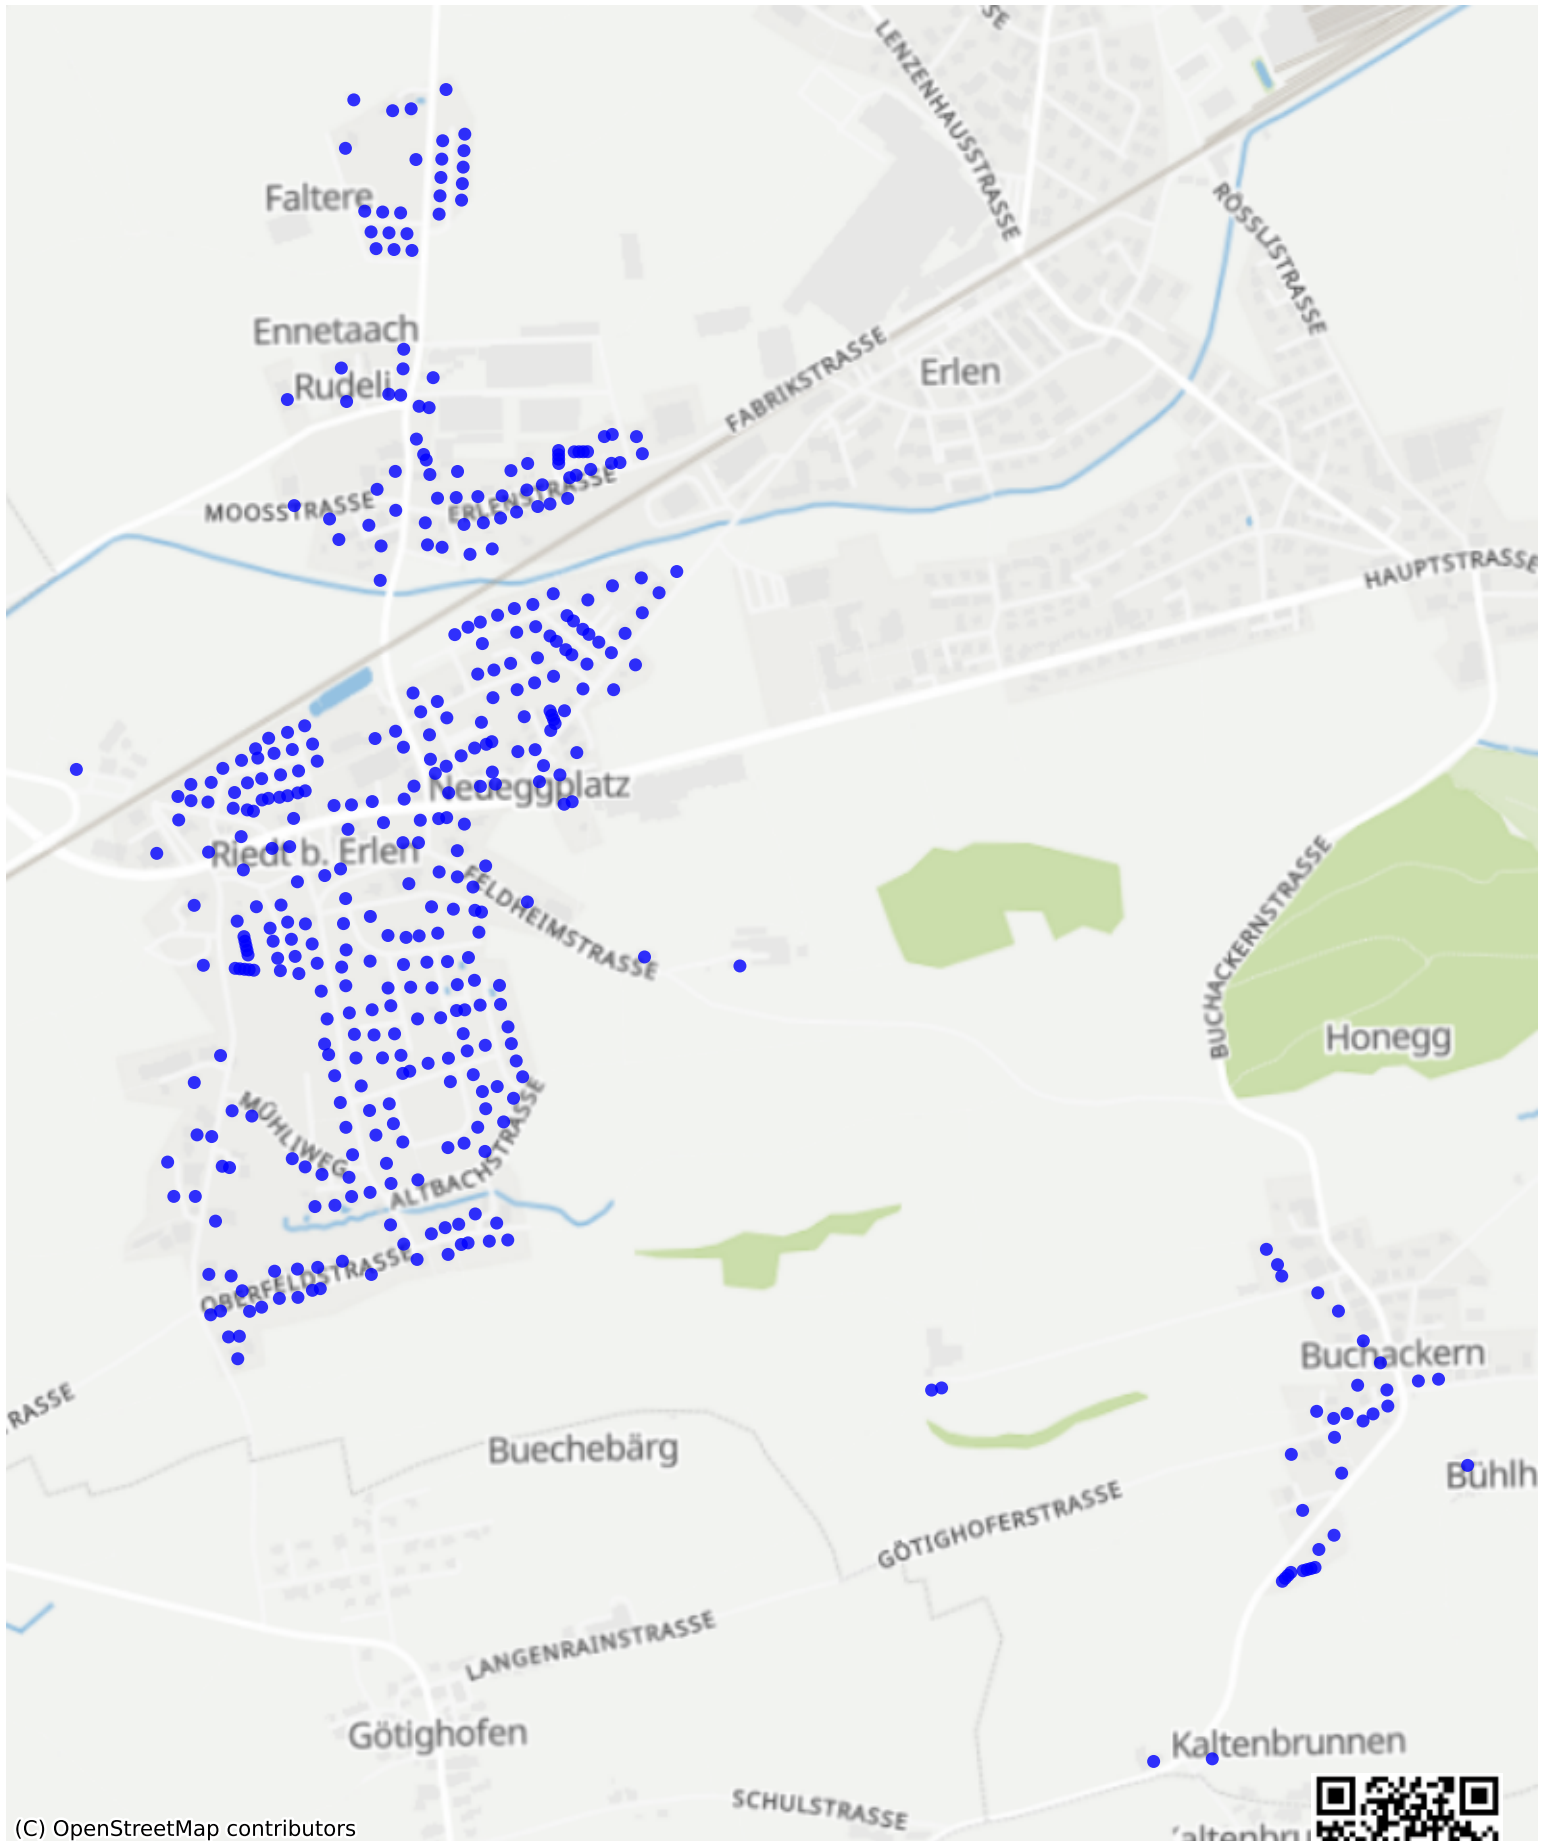 SSE
LENZENHAUSSTRASSE
Faltere
RÖSSLISTRASSE
Ennetaach
Rudeli
FABRIKSTRASSE
Erlen
MOOSSTRASSE
ERLENSTRASSE
HAUPTSTRASSE
Neueggplatz
Riedt b. Erlen
FELDHEIMSTRASSE
BUCHACKERNSTRASSE
Honegg
MÜHLIWEG
ALTBACHSTRASSE
OBERFELDSTRASSE
Buchackern
RASSE
Buechebärg
Bühlh
GÖTIGHOFERSTRASSE
LANGENRAINSTRASSE
Götighofen
Kaltenbrunnen
SCHULSTRASSE
(C) OpenStreetMap contributors